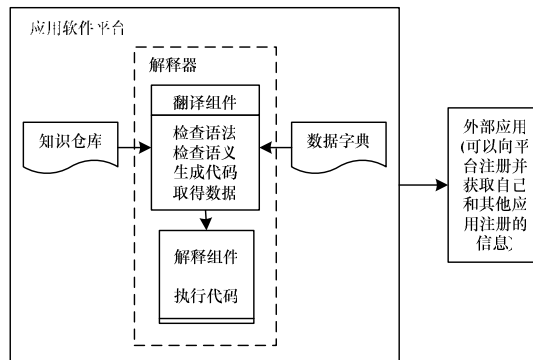 应用软件平台
解释器
翻译组件
检查语法
检查语义
生成代码
取得数据
知识仓库
数据字典
解释组件
执行代码
外部应用
(可以向平
台注册并
获取自己
和其他应
用注册的
信息)